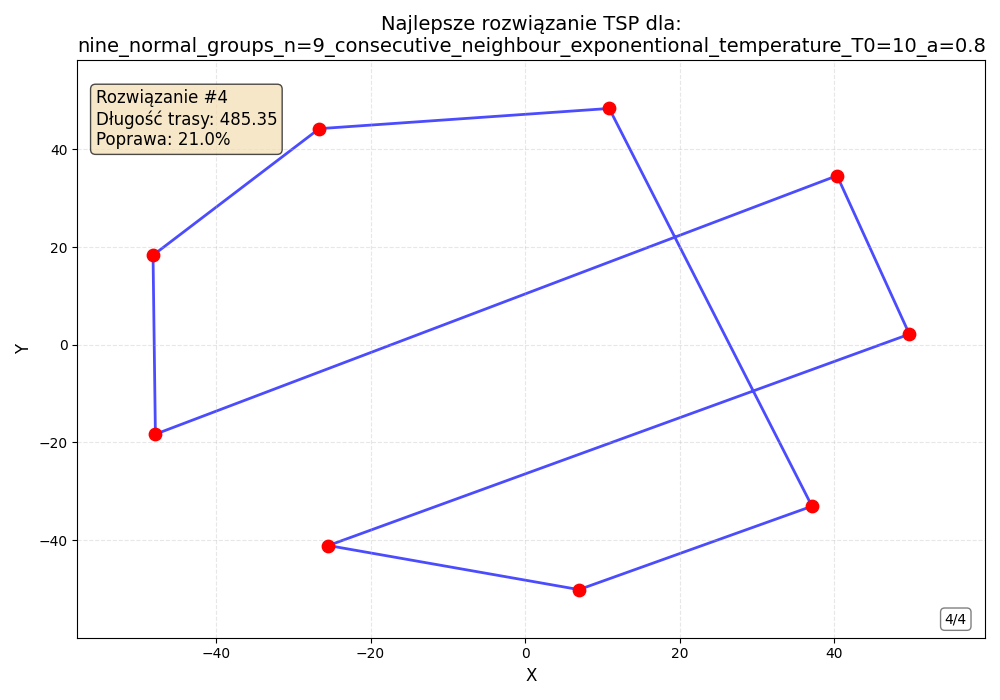 Najlepsze rozwiązanie TSP dla:
nine_normal_groups_n=9_consecutive_neighbour_exponential_temperature_T0=10_a=0.8
Rozwiązanie #4
Długość trasy: 485.35
Poprawa: 21.0%
40
20
0
−20
−40
Y
4/4
−40 −20 0 20 40
X